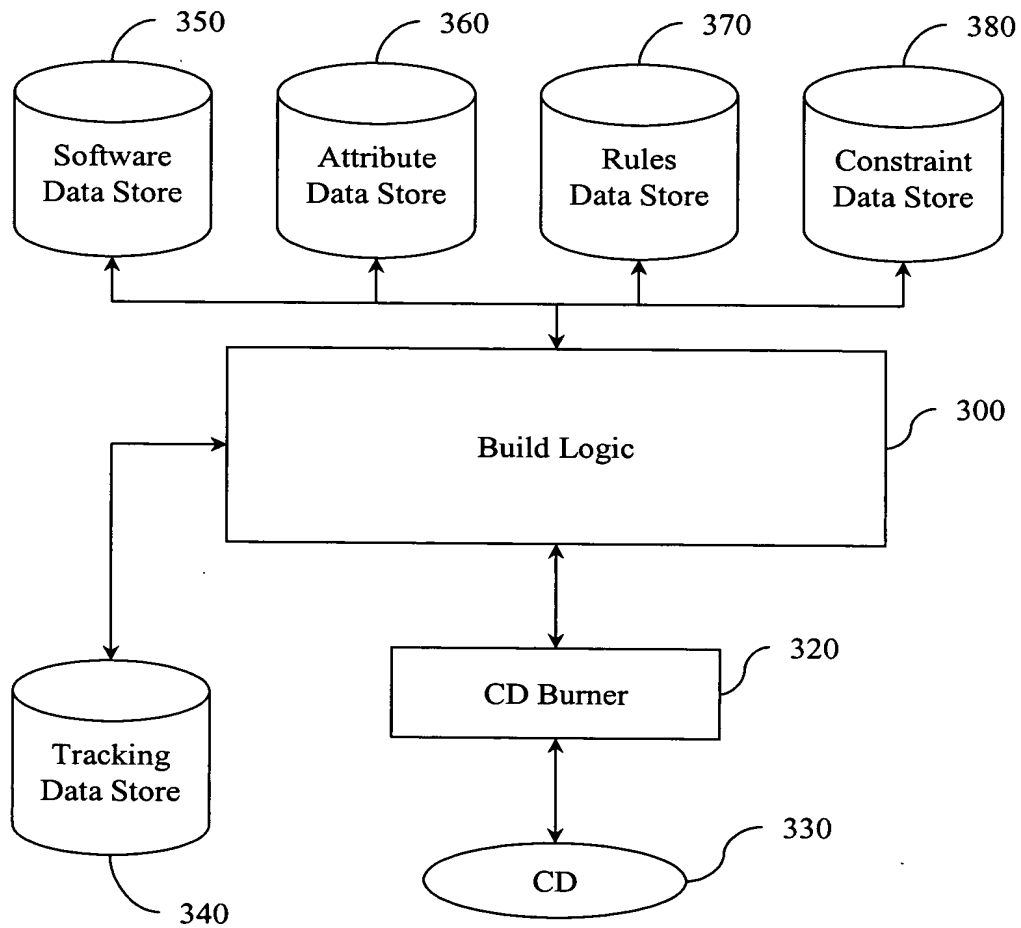 350
360
370
380
Software
Data Store
Attribute
Data Store
Rules
Data Store
Constraint
Data Store
300
Build Logic
320
CD Burner
Tracking
Data Store
330
CD
340